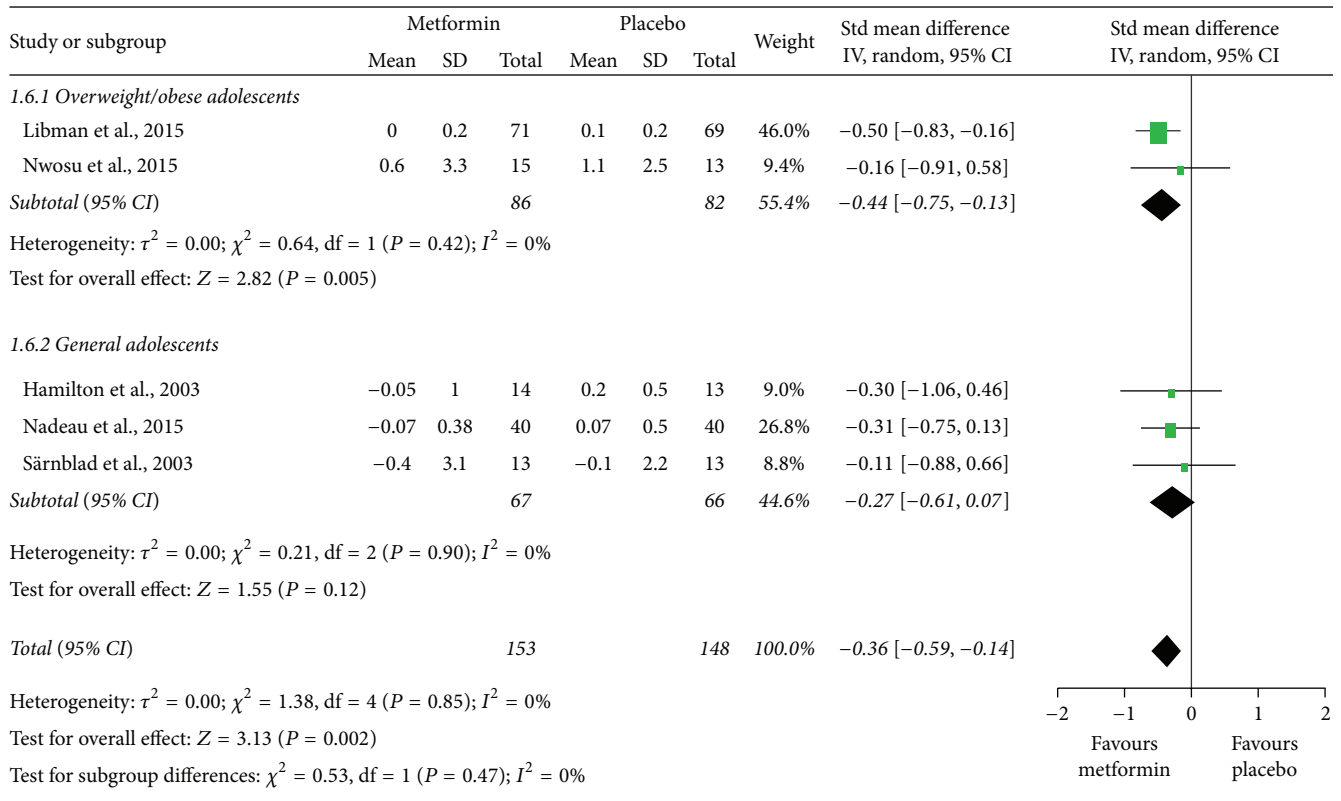 Study or subgroup Metformin Placebo Weight Std mean difference IV, random, 95% CI Std mean difference IV, random, 95% CI
Mean SD Total Mean SD Total
1.6.1 Overweight/obese adolescents
Libman et al., 2015 0 0.2 71 0.1 0.2 69 46.0% −0.50 [−0.83, −0.16]
Nwosu et al., 2015 0.6 3.3 15 1.1 2.5 13 9.4% −0.16 [−0.91, 0.58]
Subtotal (95% CI) 86 82 55.4% −0.44 [−0.75, −0.13]
Heterogeneity: τ² = 0.00; χ² = 0.64, df = 1 (P = 0.42); I² = 0%
Test for overall effect: Z = 2.82 (P = 0.005)
1.6.2 General adolescents
Hamilton et al., 2003 −0.05 1 14 0.2 0.5 13 9.0% −0.30 [−1.06, 0.46]
Nadeau et al., 2015 −0.07 0.38 40 0.07 0.5 40 26.8% −0.31 [−0.75, 0.13]
Särnblad et al., 2003 −0.4 3.1 13 −0.1 2.2 13 8.8% −0.11 [−0.88, 0.66]
Subtotal (95% CI) 67 66 44.6% −0.27 [−0.61, 0.07]
Heterogeneity: τ² = 0.00; χ² = 0.21, df = 2 (P = 0.90); I² = 0%
Test for overall effect: Z = 1.55 (P = 0.12)
Total (95% CI) 153 148 100.0% −0.36 [−0.59, −0.14]
Heterogeneity: τ² = 0.00; χ² = 1.38, df = 4 (P = 0.85); I² = 0%
Test for overall effect: Z = 3.13 (P = 0.002)
Test for subgroup differences: χ² = 0.53, df = 1 (P = 0.47); I² = 0%
−2 −1 0 1 2
Favours metformin
Favours placebo